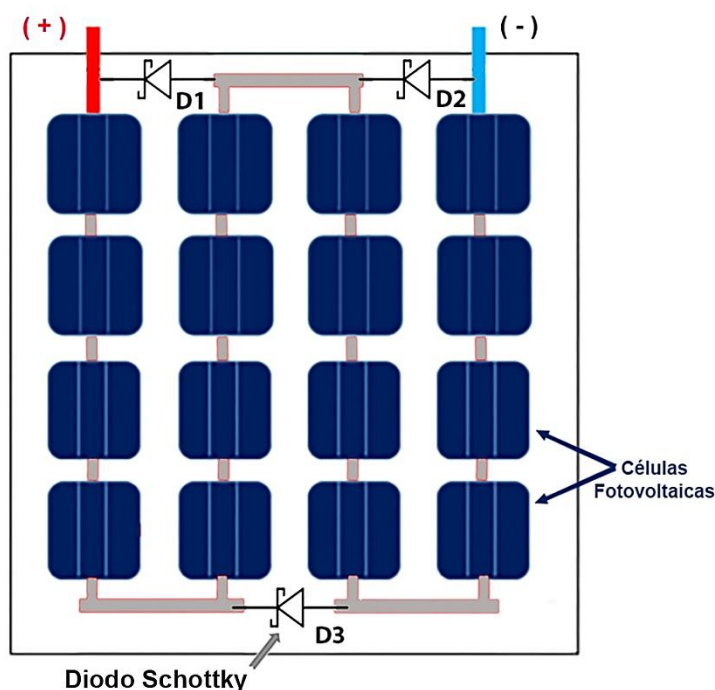 ( + )
( - )
D1
D2
Células
Fotovoltaicas
D3
Diodo Schottky